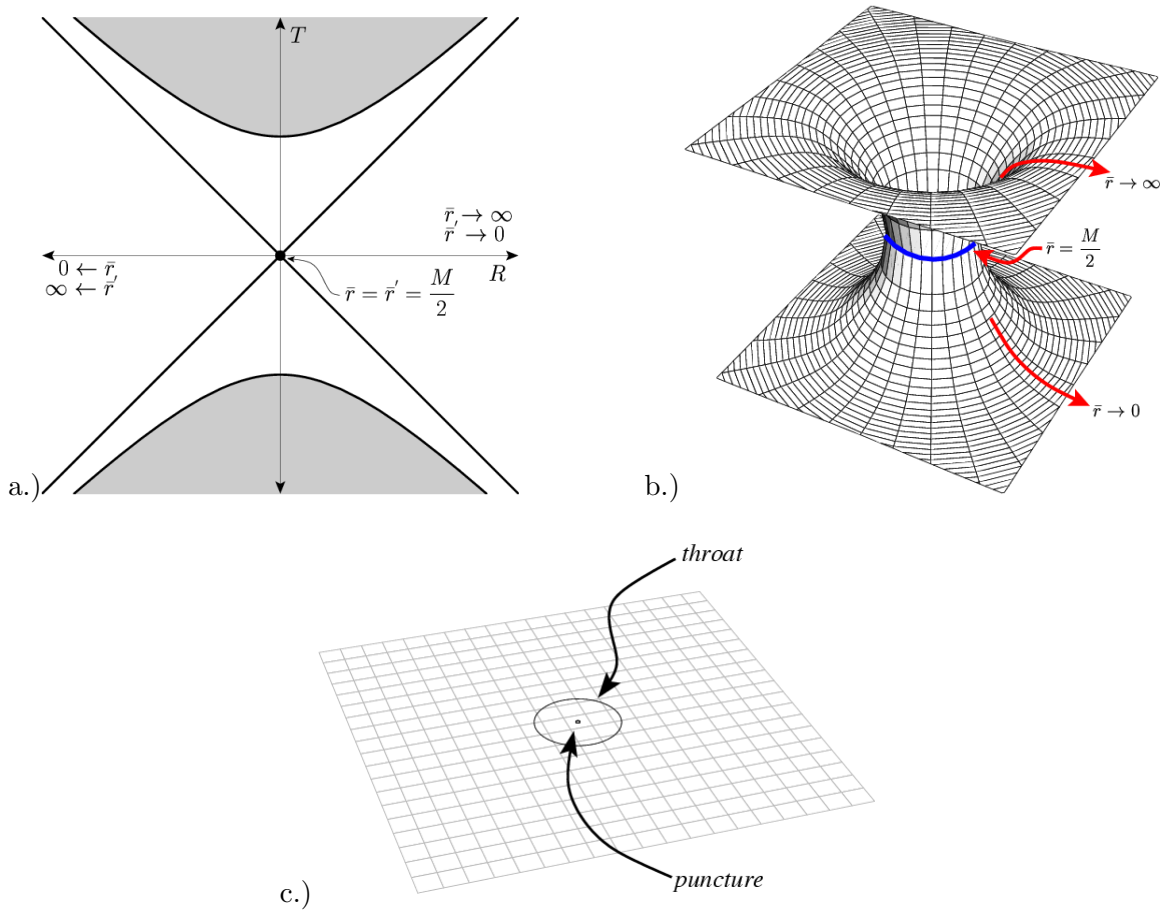 T
r̄ → ∞
r̄′ → 0
0 ← r̄
∞ ← r̄′
R
r̄ = r̄′ = M/2
a.)
r̄ → ∞
r̄ = M/2
r̄ → 0
b.)
throat
puncture
c.)